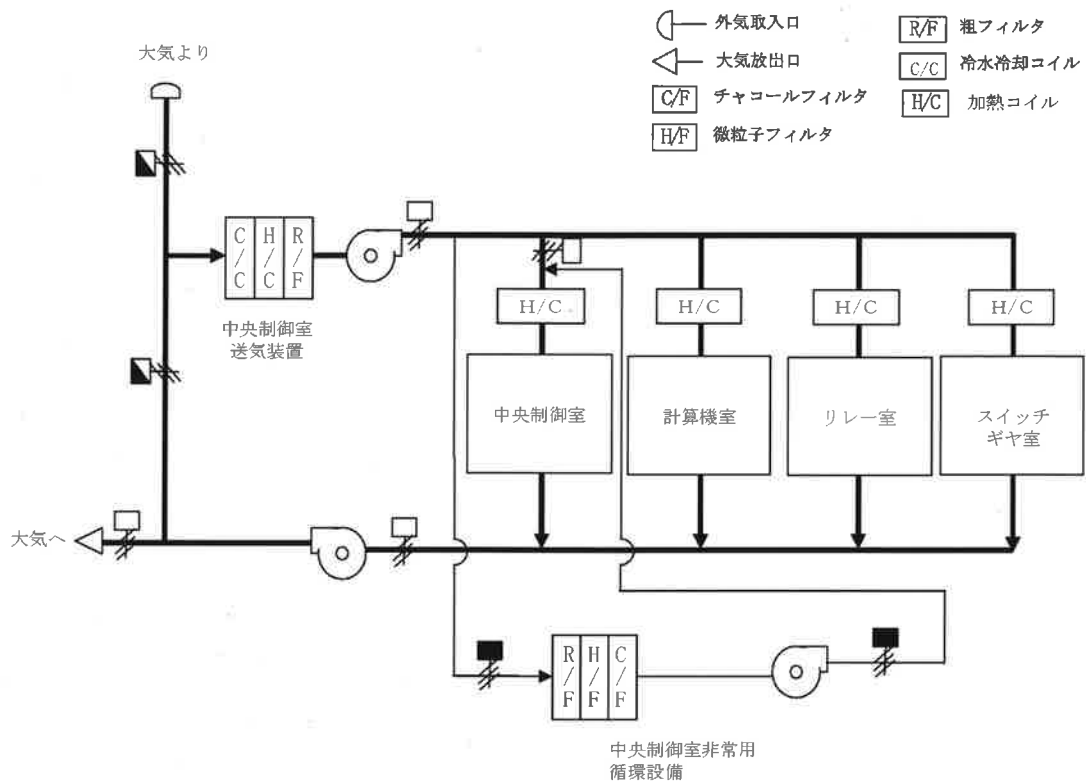 外気取入口
大気放出口
C/F チャコールフィルタ
H/F 微粒子フィルタ
R/F 粗フィルタ
C/C 冷水冷却コイル
H/C 加熱コイル
大気より
C/C
H/C
R/F
中央制御室
送気装置
H/C
H/C
H/C
H/C
中央制御室
計算機室
リレー室
スイッチ
ギヤ室
大気へ
R/F
H/F
C/F
中央制御室非常用
循環設備